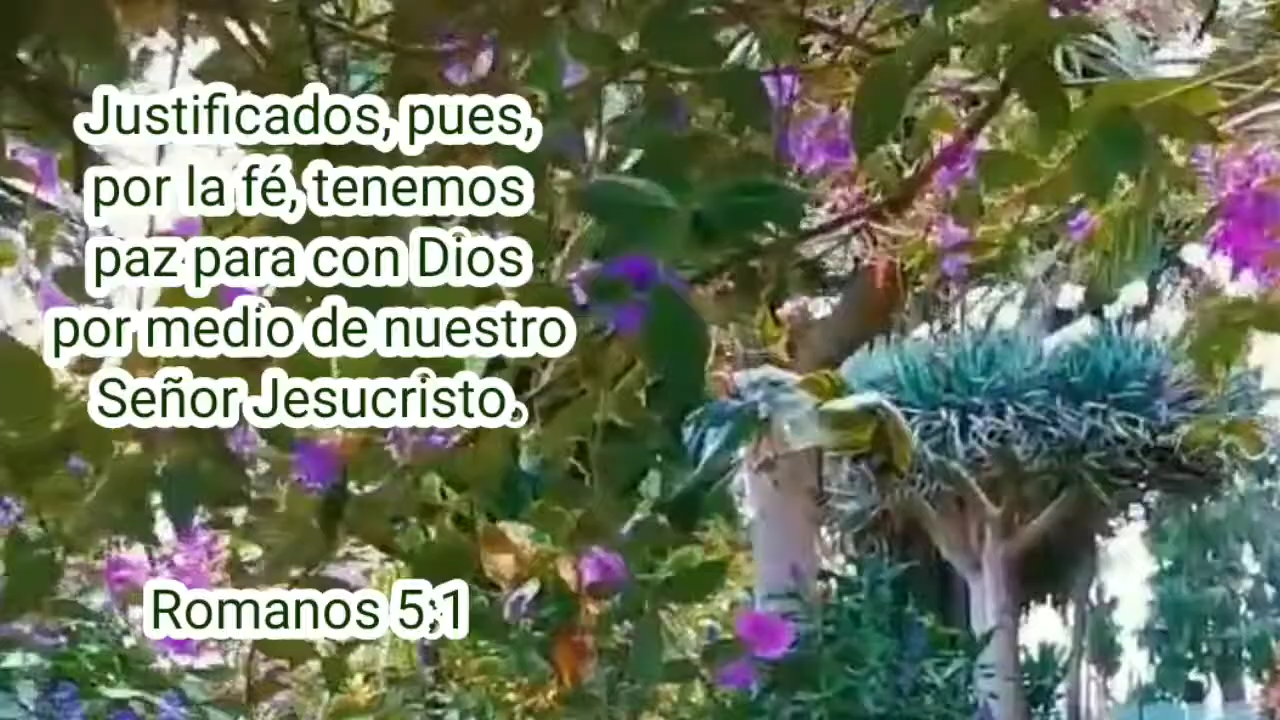 Justificados, pues,
por la fé, tenemos
paz para con Dios
por medio de nuestro
Señor Jesucristo.
Romanos 5:1